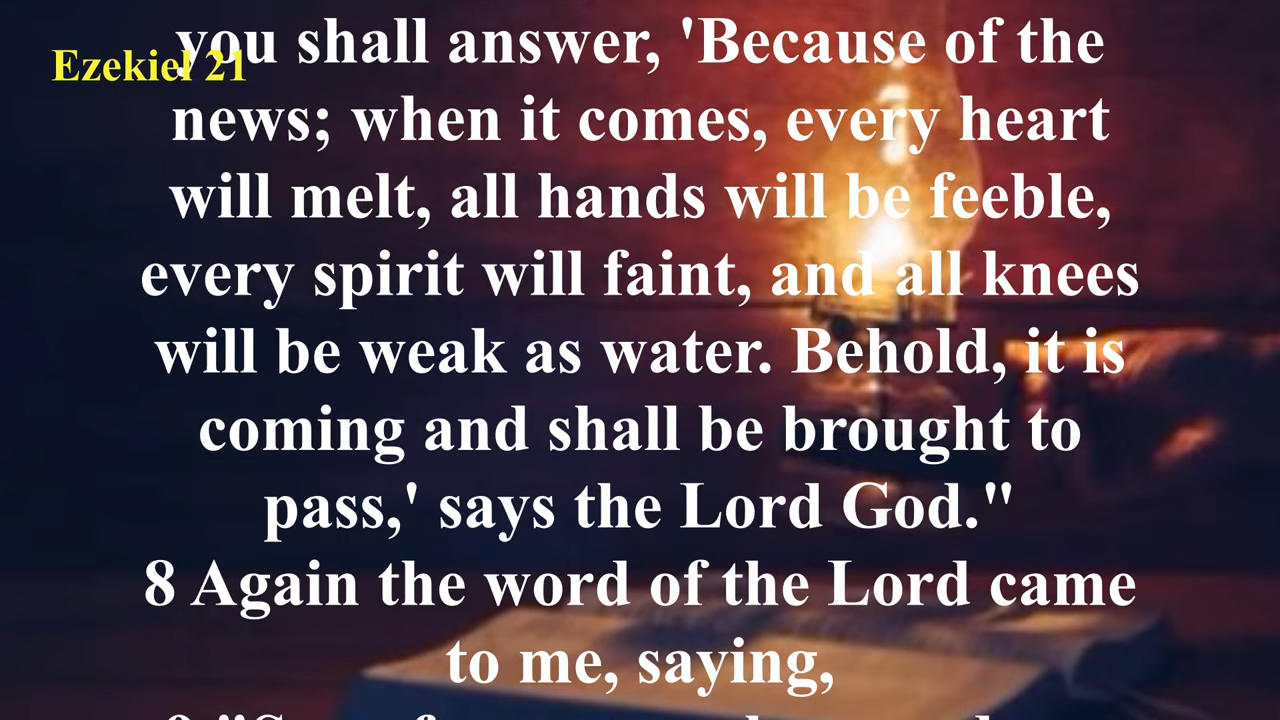 Ezekiel 21
you shall answer, 'Because of the
news; when it comes, every heart
will melt, all hands will be feeble,
every spirit will faint, and all knees
will be weak as water. Behold, it is
coming and shall be brought to
pass,' says the Lord God."
8 Again the word of the Lord came
to me, saying,